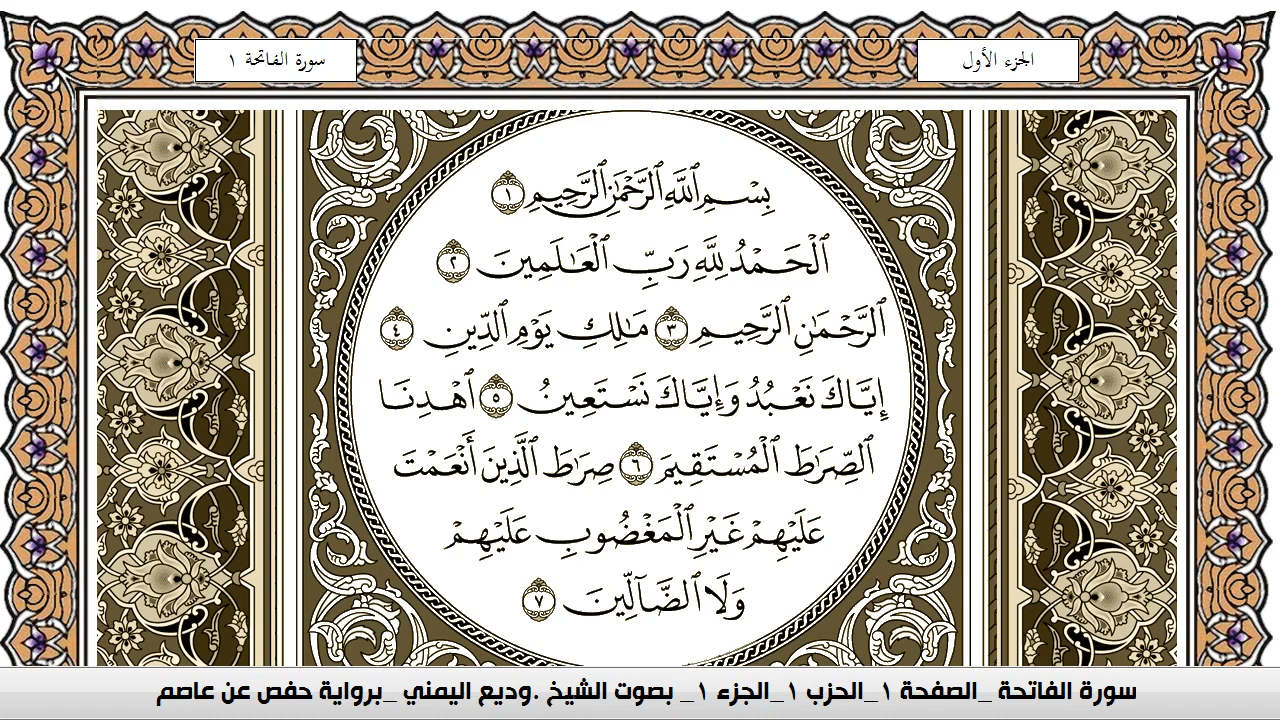 الجزء الأول
سورة الفاتحة ١
بِسْمِ ٱللَّهِ ٱلرَّحْمَٰنِ ٱلرَّحِيمِ ١
ٱلْحَمْدُ لِلَّهِ رَبِّ ٱلْعَٰلَمِينَ ٢
ٱلرَّحْمَٰنِ ٱلرَّحِيمِ ٣ مَٰلِكِ يَوْمِ ٱلدِّينِ ٤
إِيَّاكَ نَعْبُدُ وَإِيَّاكَ نَسْتَعِينُ ٥ ٱهْدِنَا
ٱلصِّرَٰطَ ٱلْمُسْتَقِيمَ ٦ صِرَٰطَ ٱلَّذِينَ أَنْعَمْتَ
عَلَيْهِمْ غَيْرِ ٱلْمَغْضُوبِ عَلَيْهِمْ
وَلَا ٱلضَّآلِّينَ ٧
سورة الفاتحة _الصفحة ١_الحزب ١_الجزء ١_ بصوت الشيخ .وديع اليمني _برواية حفص عن عاصم